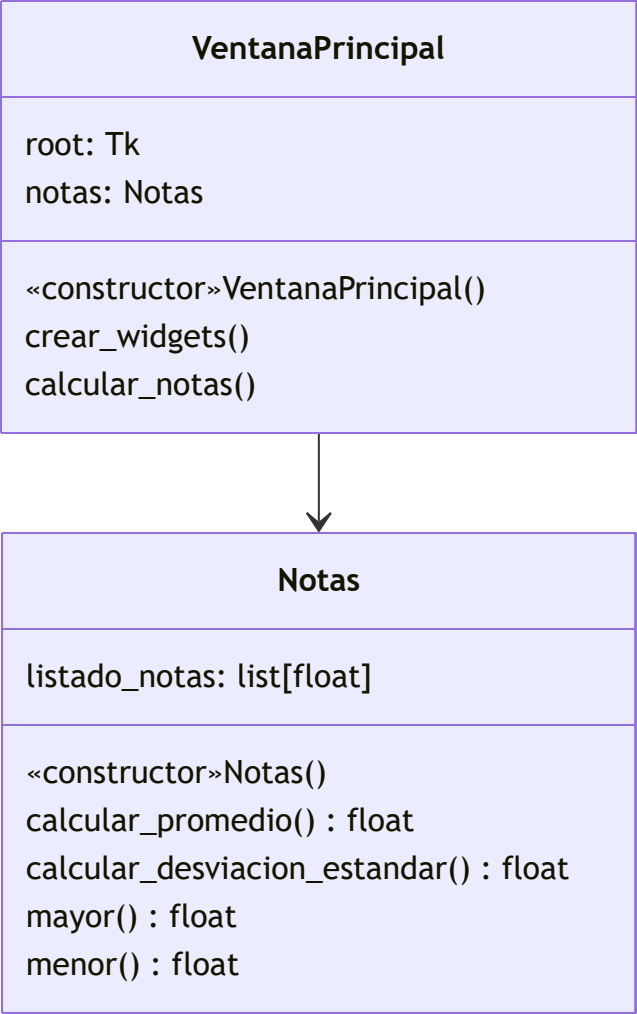 VentanaPrincipal
root: Tk
notas: Notas
«constructor»VentanaPrincipal()
crear_widgets()
calcular_notas()
Notas
listado_notas: list[float]
«constructor»Notas()
calcular_promedio() : float
calcular_desviacion_estandar() : float
mayor() : float
menor() : float